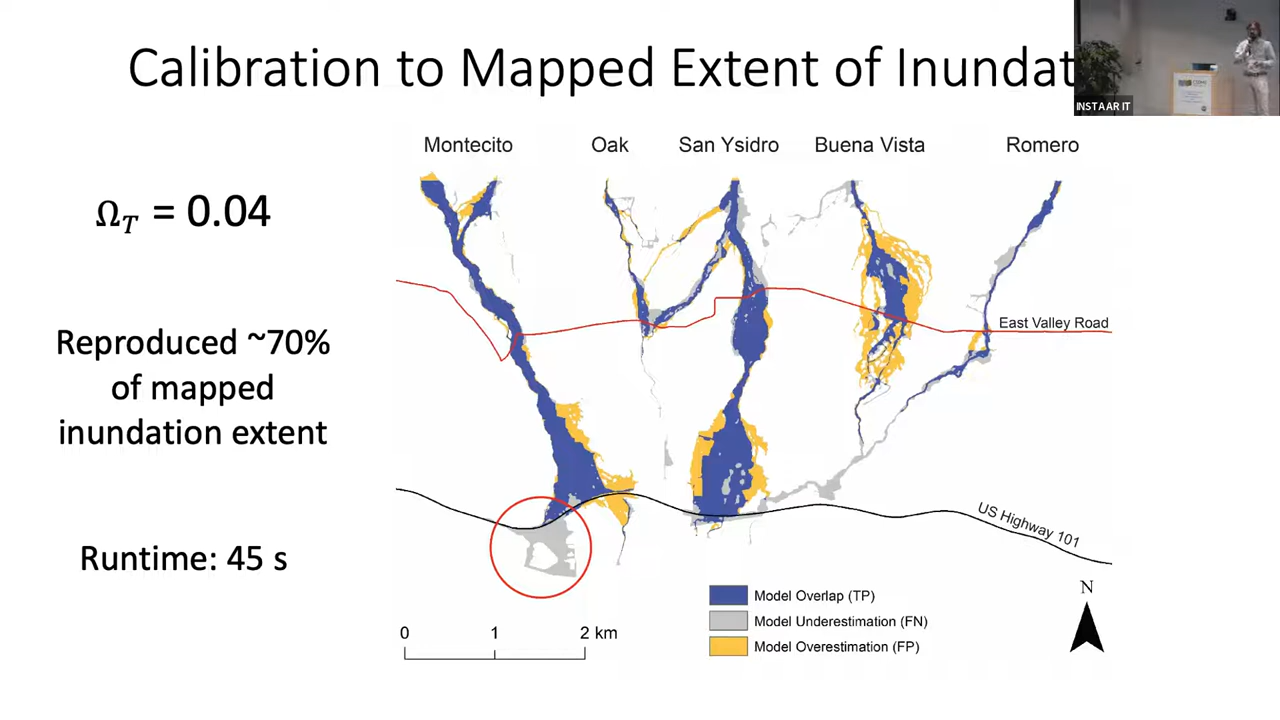 Calibration to Mapped Extent of Inundat
INSTAAR IT
Montecito
Oak
San Ysidro
Buena Vista
Romero
Ω_T = 0.04
Reproduced ~70%
of mapped
inundation extent
Runtime: 45 s
East Valley Road
US Highway 101
Model Overlap (TP)
Model Underestimation (FN)
Model Overestimation (FP)
0 1 2 km
N